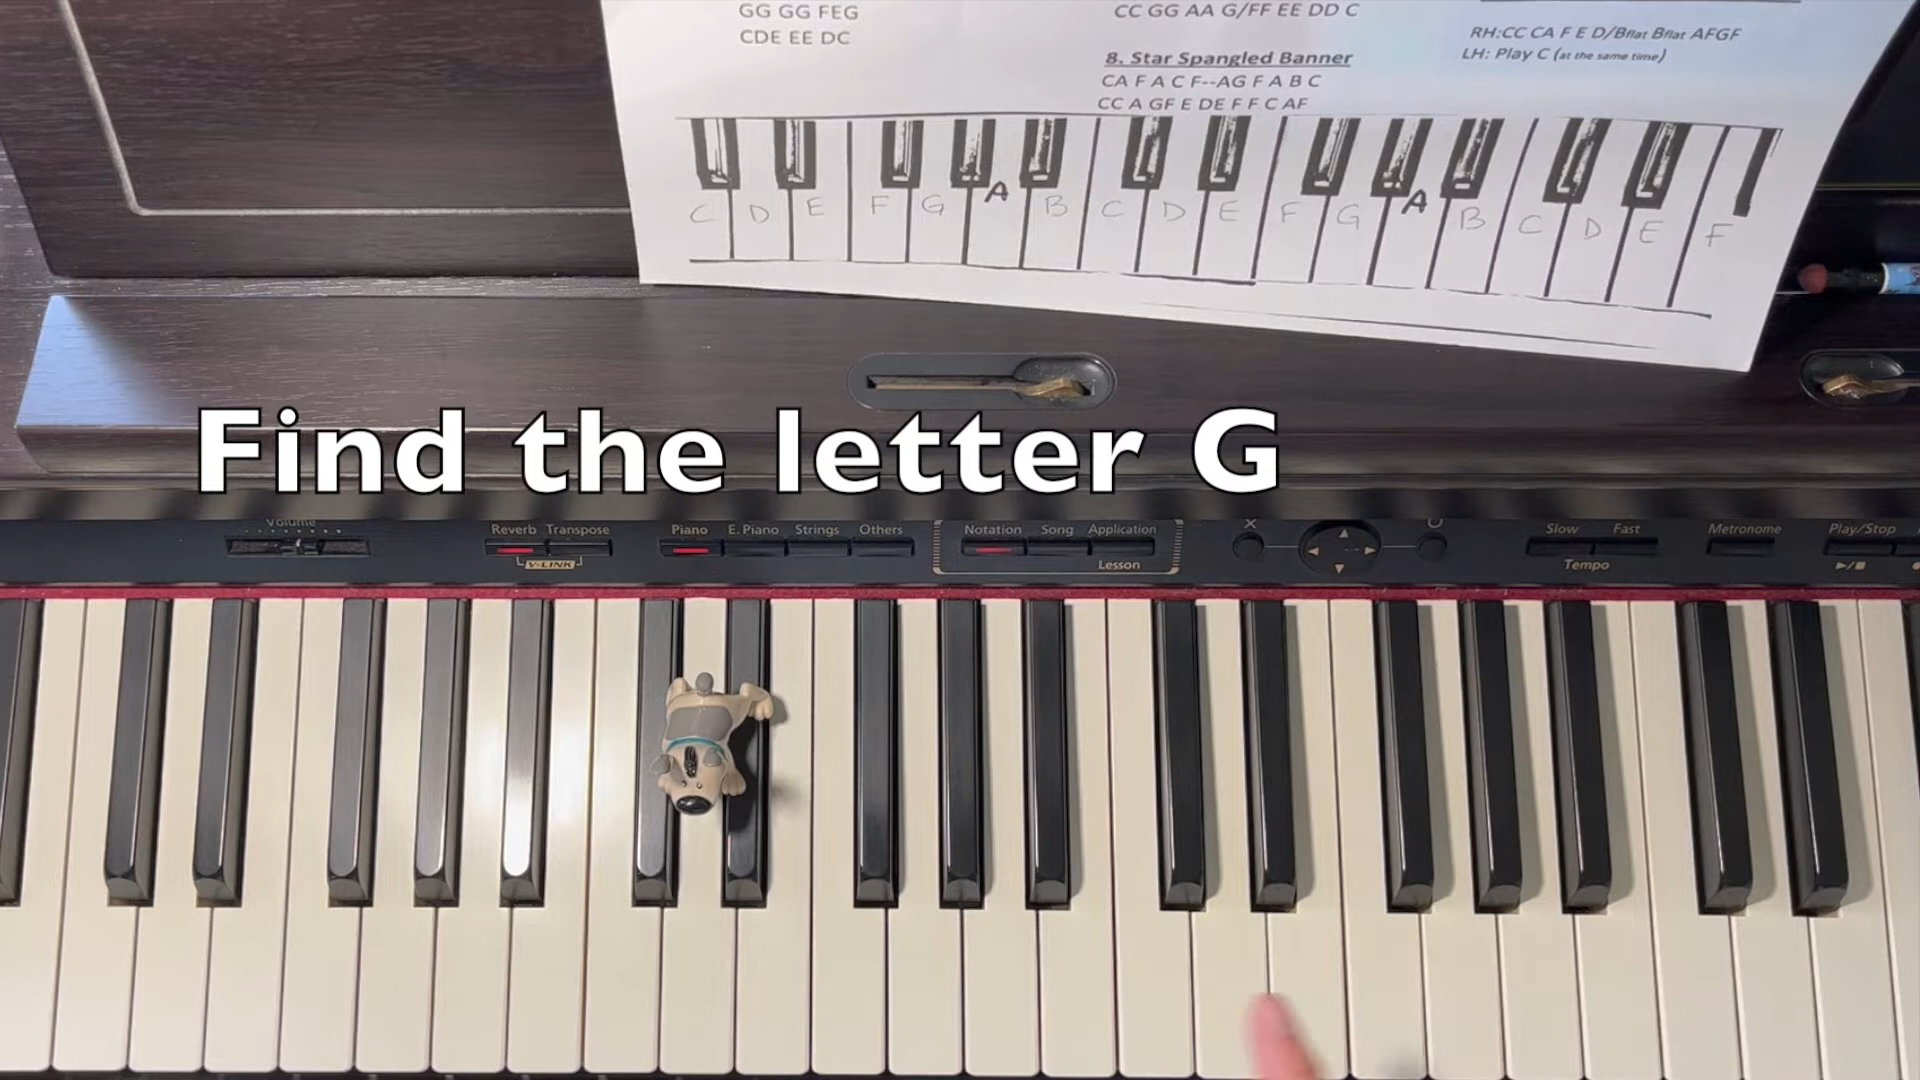 GG GG FEG
CDE EE DC
CC GG AA G/FF EE DD C
8. Star Spangled Banner
CA F A C F--AG F A B C
CC A GF E DE F F C AF
RH:CC CA F E D/Bflat Bflat AFGF
LH: Play C (at the same time)
C D E F G A B C D E F G A B C D E F
Find the letter G
Volume
Reverb Transpose
V-LINK
Piano E. Piano Strings Others
Notation Song Application
Lesson
Slow Fast
Tempo
Metronome
Play/Stop